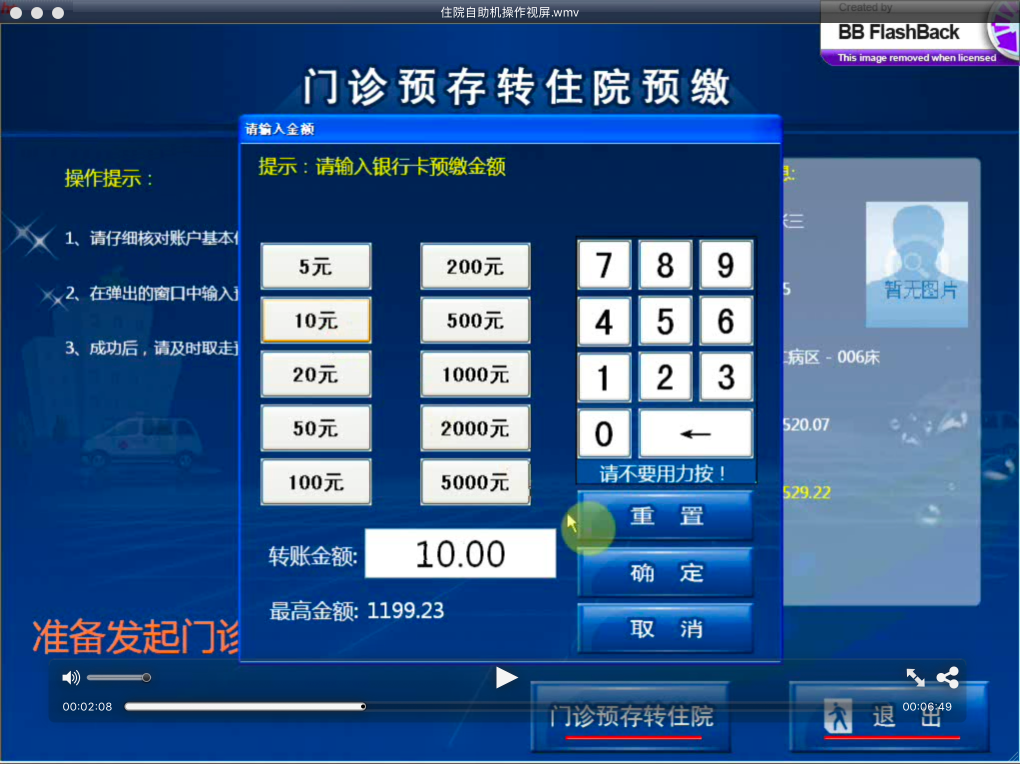 住院自助机操作视屏.wmv
Created by
BB FlashBack
This image removed when licensed
门诊预存转住院预缴
请输入金额
提示：请输入银行卡预缴金额
操作提示：
1、请仔细核对账户基本
2、在弹出的窗口中输入
3、成功后，请及时取走
息:
三
5
暂无图片
病区 - 006床
520.07
529.22
5元
200元
10元
500元
20元
1000元
50元
2000元
100元
5000元
7 8 9
4 5 6
1 2 3
0 ←
请不要用力按！
重 置
确 定
取 消
转账金额: 10.00
最高金额: 1199.23
准备发起门诊
00:02:08
00:06:49
门诊预存转住院
退 出